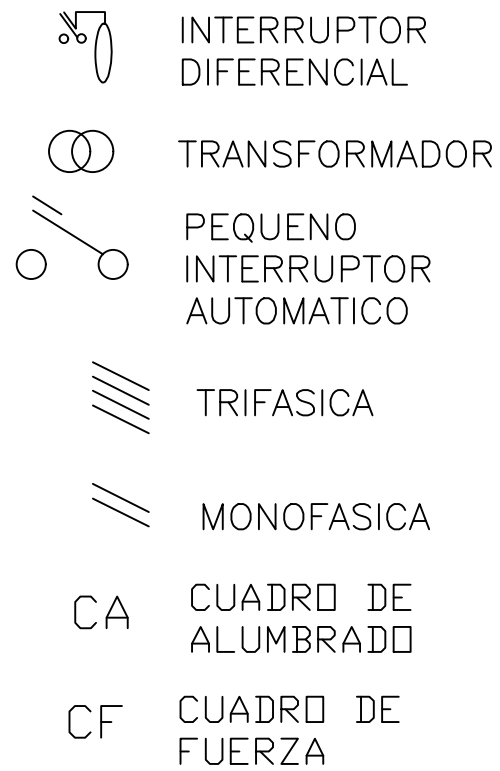 INTERRUPTOR
DIFERENCIAL
TRANSFORMADOR
PEQUENO
INTERRUPTOR
AUTOMATICO
TRIFASICA
MONOFASICA
CA
CUADRO DE
ALUMBRADO
CF
CUADRO DE
FUERZA